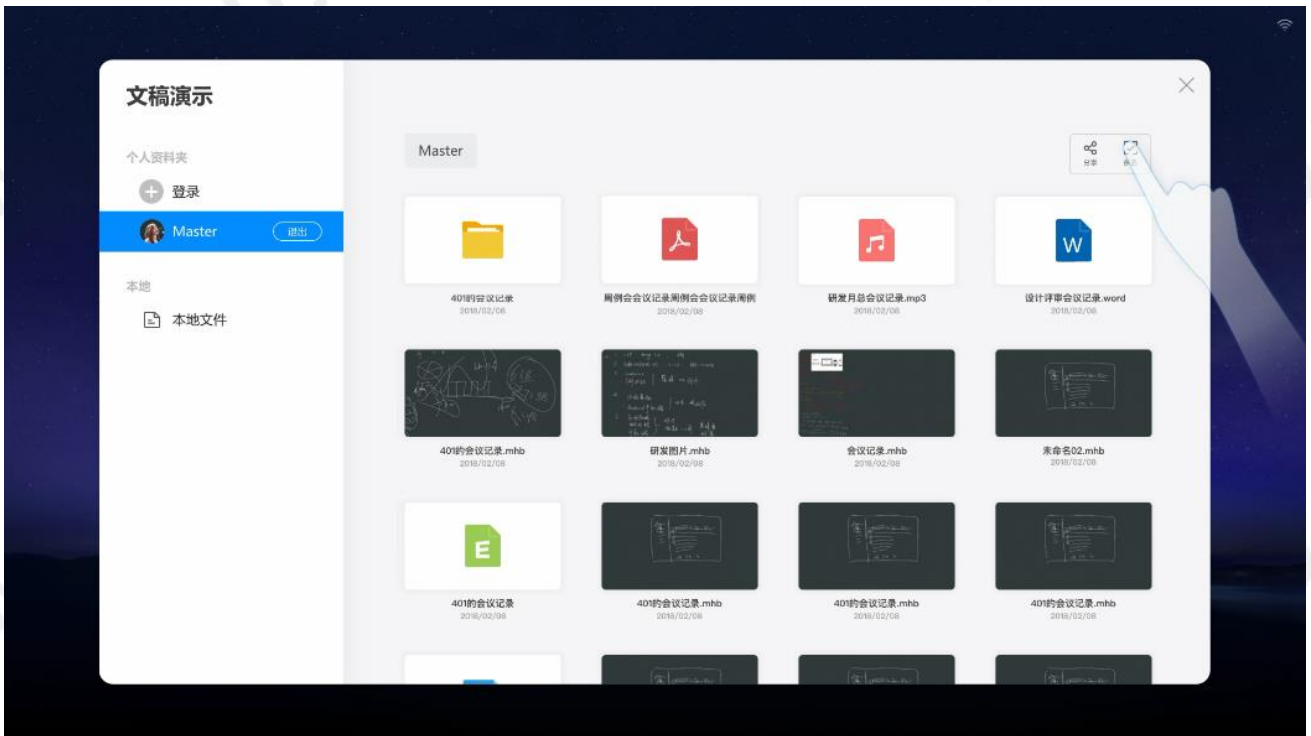 文稿演示
个人资料夹
登录
Master
退出
本地
本地文件
Master
分享
401的会议记录
2018/02/08
周例会会议记录周例会会议记录周例
2018/02/08
研发月总会议记录.mp3
2018/02/08
W
设计评审会议记录.word
2018/02/08
401的会议记录.mhb
2018/02/08
研发图片.mhb
2018/02/08
会议记录.mhb
2018/02/08
未命名02.mhb
2018/02/08
E
401的会议记录
2018/02/08
401的会议记录.mhb
2018/02/08
401的会议记录.mhb
2018/02/08
401的会议记录.mhb
2018/02/08